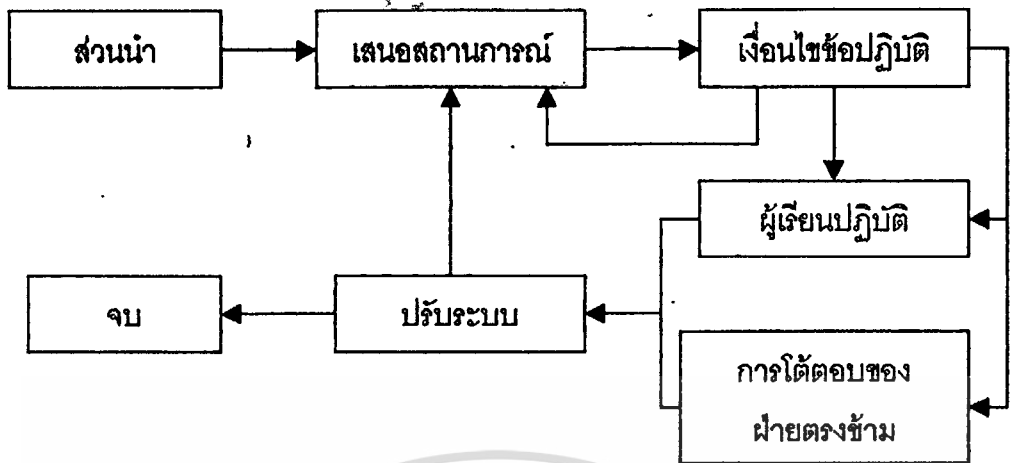 ส่วนนำ
เสนอสถานการณ์
เงื่อนไขข้อปฏิบัติ
ผู้เรียนปฏิบัติ
จบ
ปรับระบบ
การโต้ตอบของ
ฝ่ายตรงข้าม